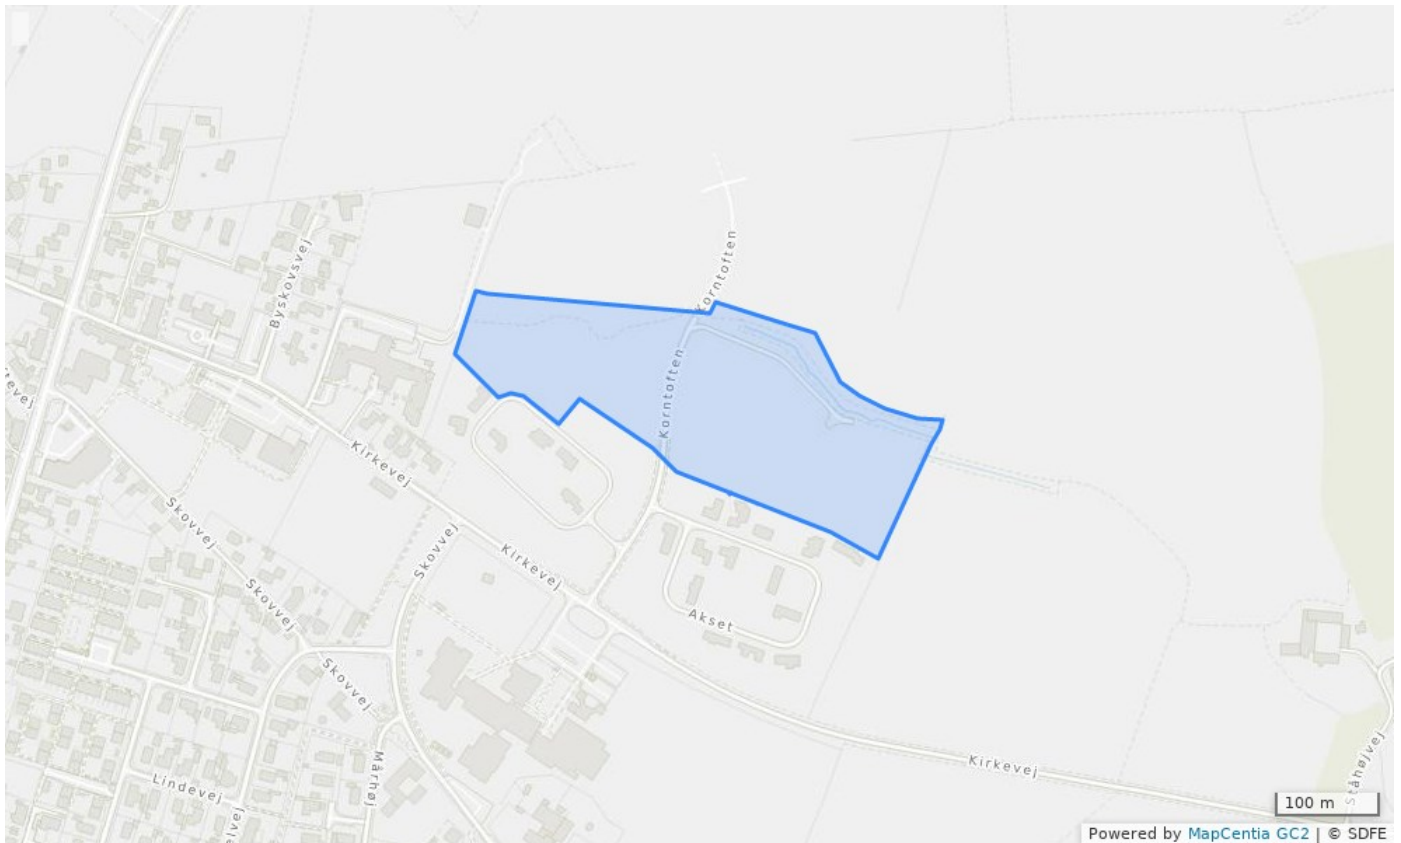 Korntoften
Byskovsvej
Korntoften
Kirkevej
Skovvej
Skovvej
Kirkevej
Skovvej
Akset
Skovvej
Mårhøj
Lindevej
Kirkevej
Ståhøjvej
100 m
Powered by MapCentia GC2 | © SDFE